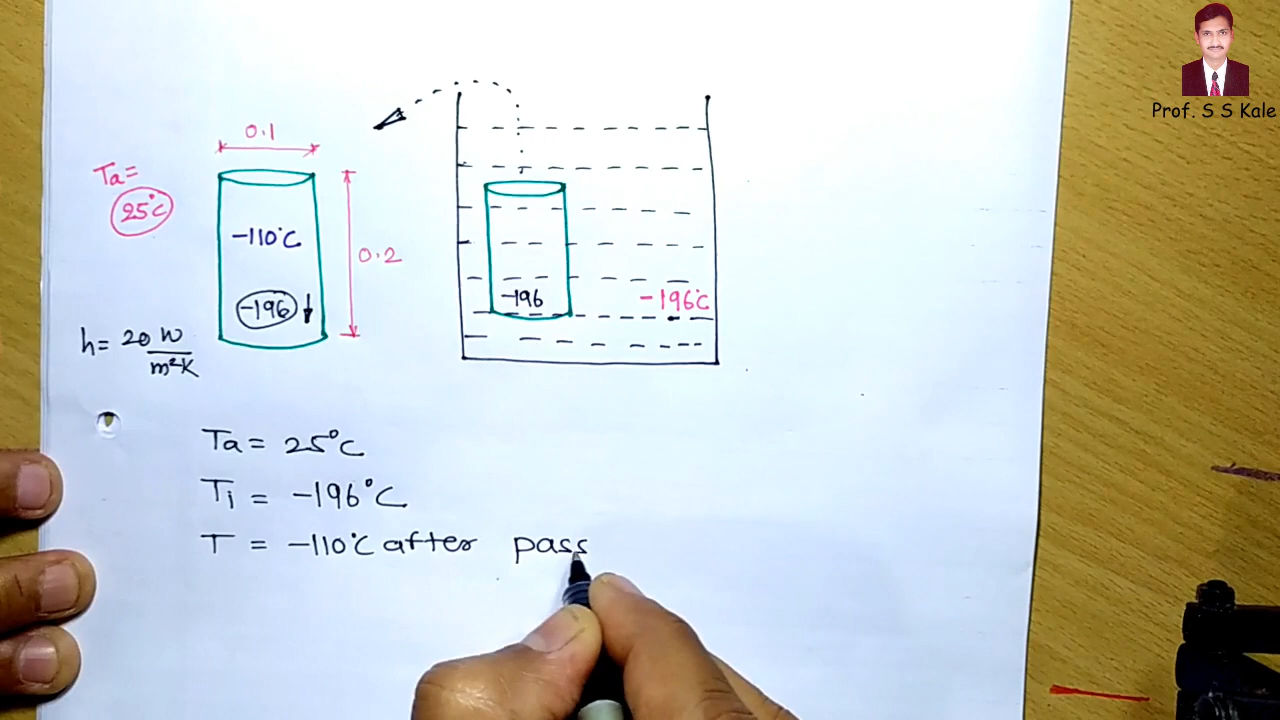 Prof. S S Kale
0.1
Ta =
25°C
-110°C
0.2
-196
-196
-196°C
h = 20 W/m²K
Ta = 25°C
Ti = -196°C
T = -110°C after pass